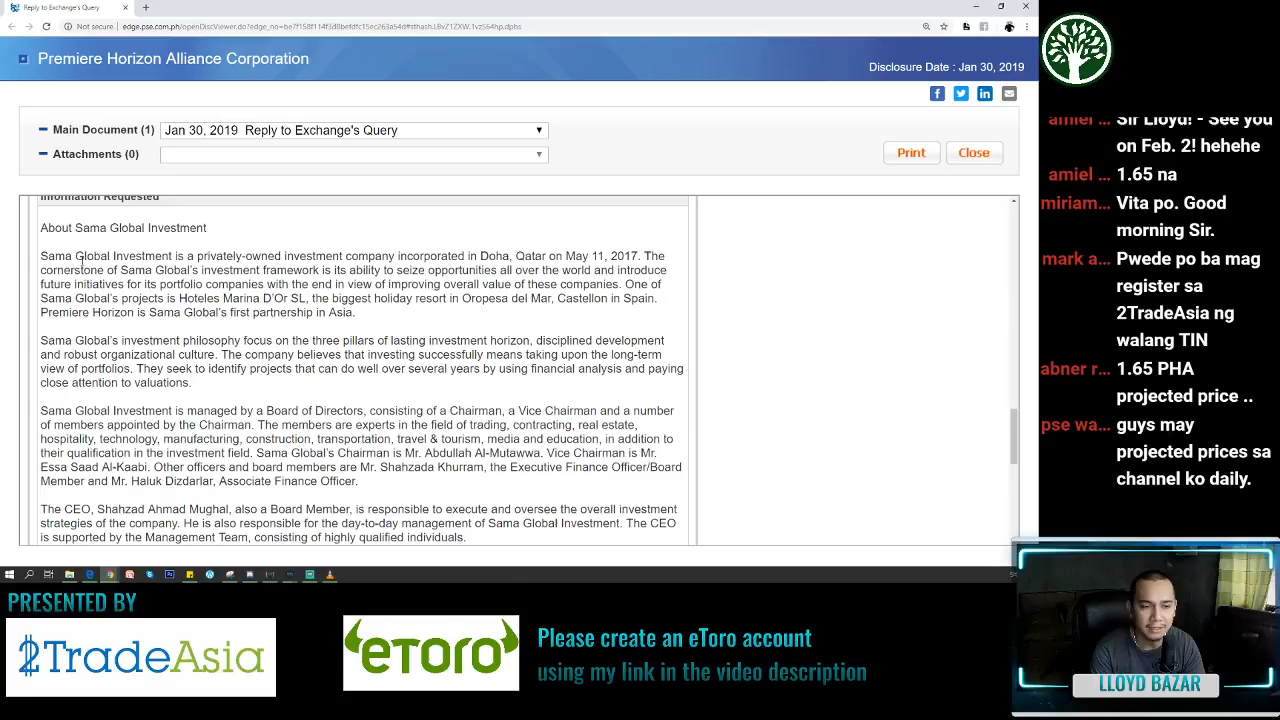 Reply to Exchange's Query
Not secure
Premiere Horizon Alliance Corporation
Disclosure Date : Jan 30, 2019
Main Document (1)
Jan 30, 2019 Reply to Exchange's Query
Attachments (0)
Print
Close
Information Requested
About Sama Global Investment
Sama Global Investment is a privately-owned investment company incorporated in Doha, Qatar on May 11, 2017. The
cornerstone of Sama Global's investment framework is its ability to seize opportunities all over the world and introduce
future initiatives for its portfolio companies with the end in view of improving overall value of these companies. One of
Sama Global's projects is Hoteles Marina D'Or SL, the biggest holiday resort in Oropesa del Mar, Castellon in Spain.
Premiere Horizon is Sama Global's first partnership in Asia.
Sama Global's investment philosophy focus on the three pillars of lasting investment horizon, disciplined development
and robust organizational culture. The company believes that investing successfully means taking upon the long-term
view of portfolios. They seek to identify projects that can do well over several years by using financial analysis and paying
close attention to valuations.
Sama Global Investment is managed by a Board of Directors, consisting of a Chairman, a Vice Chairman and a number
of members appointed by the Chairman. The members are experts in the field of trading, contracting, real estate,
hospitality, technology, manufacturing, construction, transportation, travel & tourism, media and education, in addition to
their qualification in the investment field. Sama Global's Chairman is Mr. Abdullah Al-Mutawwa. Vice Chairman is Mr.
Essa Saad Al-Kaabi. Other officers and board members are Mr. Shahzada Khurram, the Executive Finance Officer/Board
Member and Mr. Haluk Dizdarlar, Associate Finance Officer.
The CEO, Shahzad Ahmad Mughal, also a Board Member, is responsible to execute and oversee the overall investment
strategies of the company. He is also responsible for the day-to-day management of Sama Global Investment. The CEO
is supported by the Management Team, consisting of highly qualified individuals.
amiel ... Sir Lloyd! - See you
on Feb. 2! hehehe
amiel ... 1.65 na
miriam... Vita po. Good
morning Sir.
mark a... Pwede po ba mag
register sa
2TradeAsia ng
walang TIN
abner r... 1.65 PHA
projected price ..
pse wa... guys may
projected prices sa
channel ko daily.
PRESENTED BY
2TradeAsia
eToro
Please create an eToro account
using my link in the video description
LLOYD BAZAR